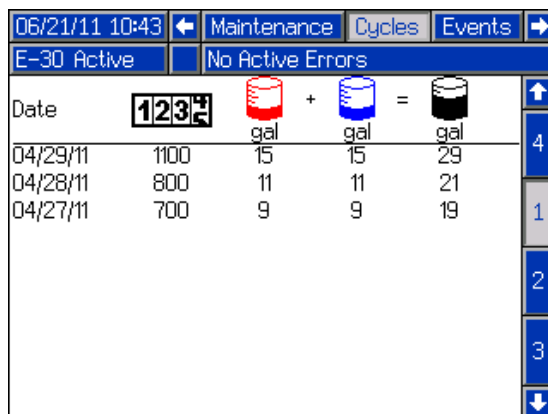 06/21/11 10:43 Maintenance Cycles Events
E-30 Active No Active Errors
Date 1234 + =
gal gal gal
04/29/11 1100 15 15 29
04/28/11 800 11 11 21
04/27/11 700 9 9 19
4
1
2
3